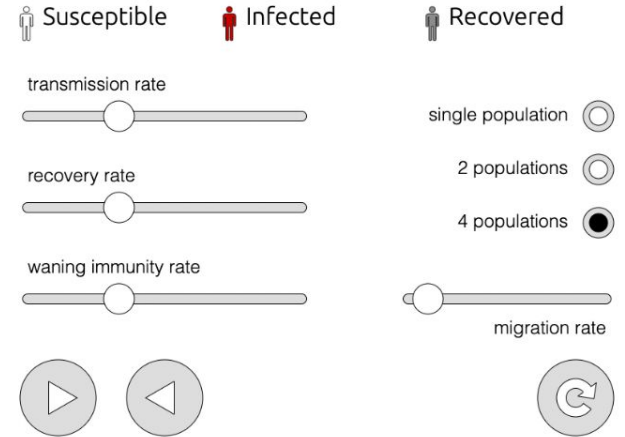 Susceptible Infected Recovered
transmission rate
single population
2 populations
recovery rate
4 populations
waning immunity rate
migration rate